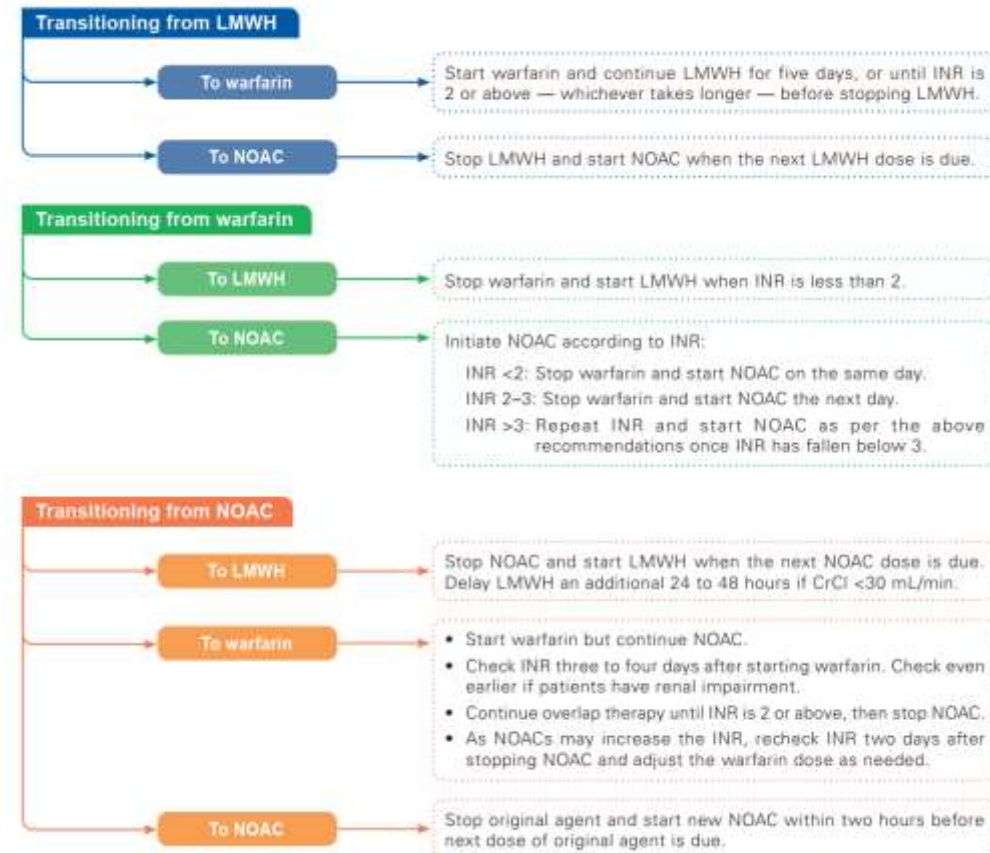 Transitioning from LMWH
To warfarin
Start warfarin and continue LMWH for five days, or until INR is
2 or above — whichever takes longer — before stopping LMWH.
To NOAC
Stop LMWH and start NOAC when the next LMWH dose is due.
Transitioning from warfarin
To LMWH
Stop warfarin and start LMWH when INR is less than 2.
To NOAC
Initiate NOAC according to INR:
INR <2: Stop warfarin and start NOAC on the same day.
INR 2–3: Stop warfarin and start NOAC the next day.
INR >3: Repeat INR and start NOAC as per the above
recommendations once INR has fallen below 3.
Transitioning from NOAC
To LMWH
Stop NOAC and start LMWH when the next NOAC dose is due.
Delay LMWH an additional 24 to 48 hours if CrCl <30 mL/min.
To warfarin
• Start warfarin but continue NOAC.
• Check INR three to four days after starting warfarin. Check even
earlier if patients have renal impairment.
• Continue overlap therapy until INR is 2 or above, then stop NOAC.
• As NOACs may increase the INR, recheck INR two days after
stopping NOAC and adjust the warfarin dose as needed.
To NOAC
Stop original agent and start new NOAC within two hours before
next dose of original agent is due.